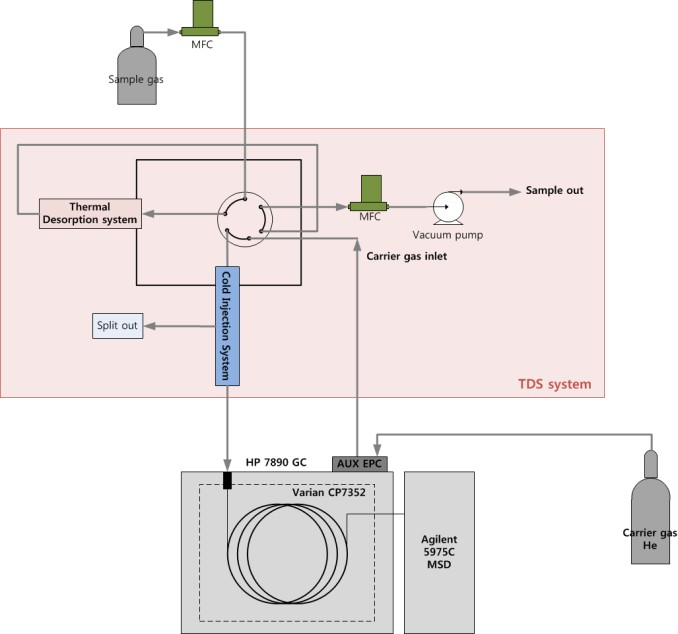 MFC
Sample gas
Thermal
Desorption system
MFC
Sample out
Vacuum pump
Carrier gas inlet
Cold Injection System
Split out
TDS system
HP 7890 GC
AUX EPC
Varian CP7352
Agilent
5975C
MSD
Carrier gas
He